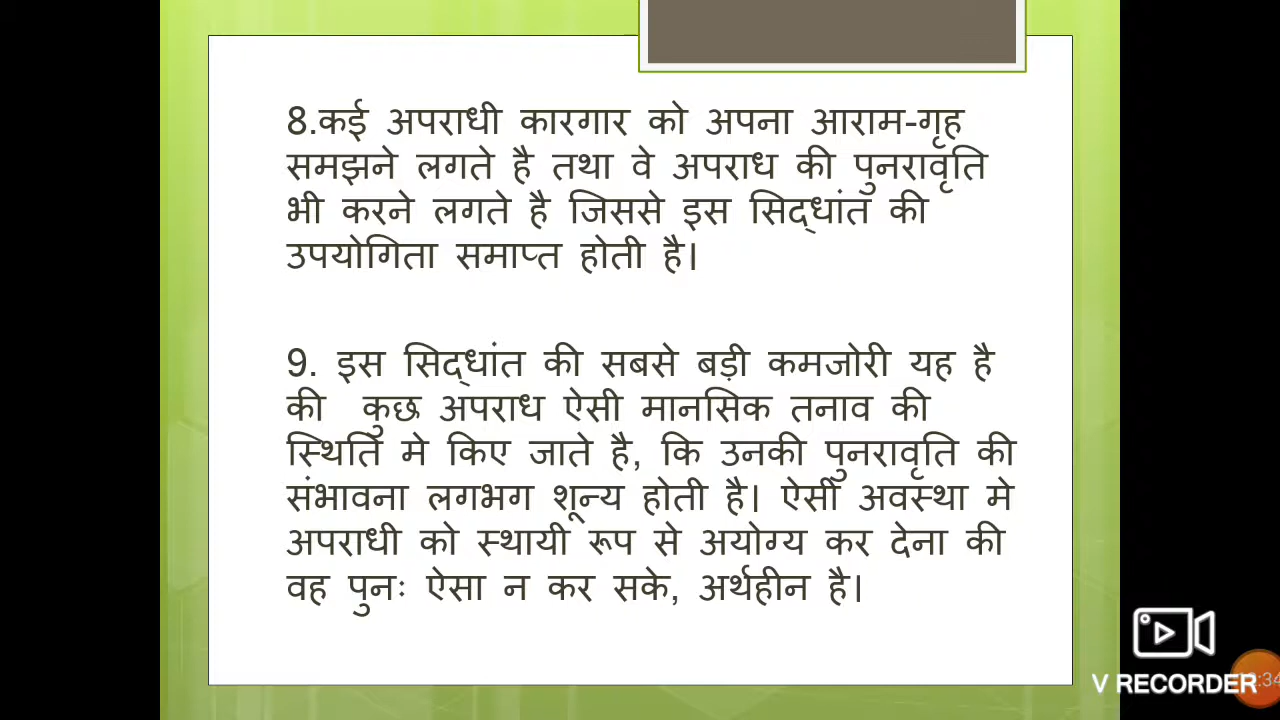 8.कई अपराधी कारगार को अपना आराम-गृह
समझने लगते है तथा वे अपराध की पुनरावृति
भी करने लगते है जिससे इस सिद्धांत की
उपयोगिता समाप्त होती है।
9. इस सिद्धांत की सबसे बड़ी कमजोरी यह है
की कुछ अपराध ऐसी मानसिक तनाव की
स्थिति मे किए जाते है, कि उनकी पुनरावृति की
संभावना लगभग शून्य होती है। ऐसी अवस्था मे
अपराधी को स्थायी रूप से अयोग्य कर देना की
वह पुनः ऐसा न कर सके, अर्थहीन है।
V RECORDER